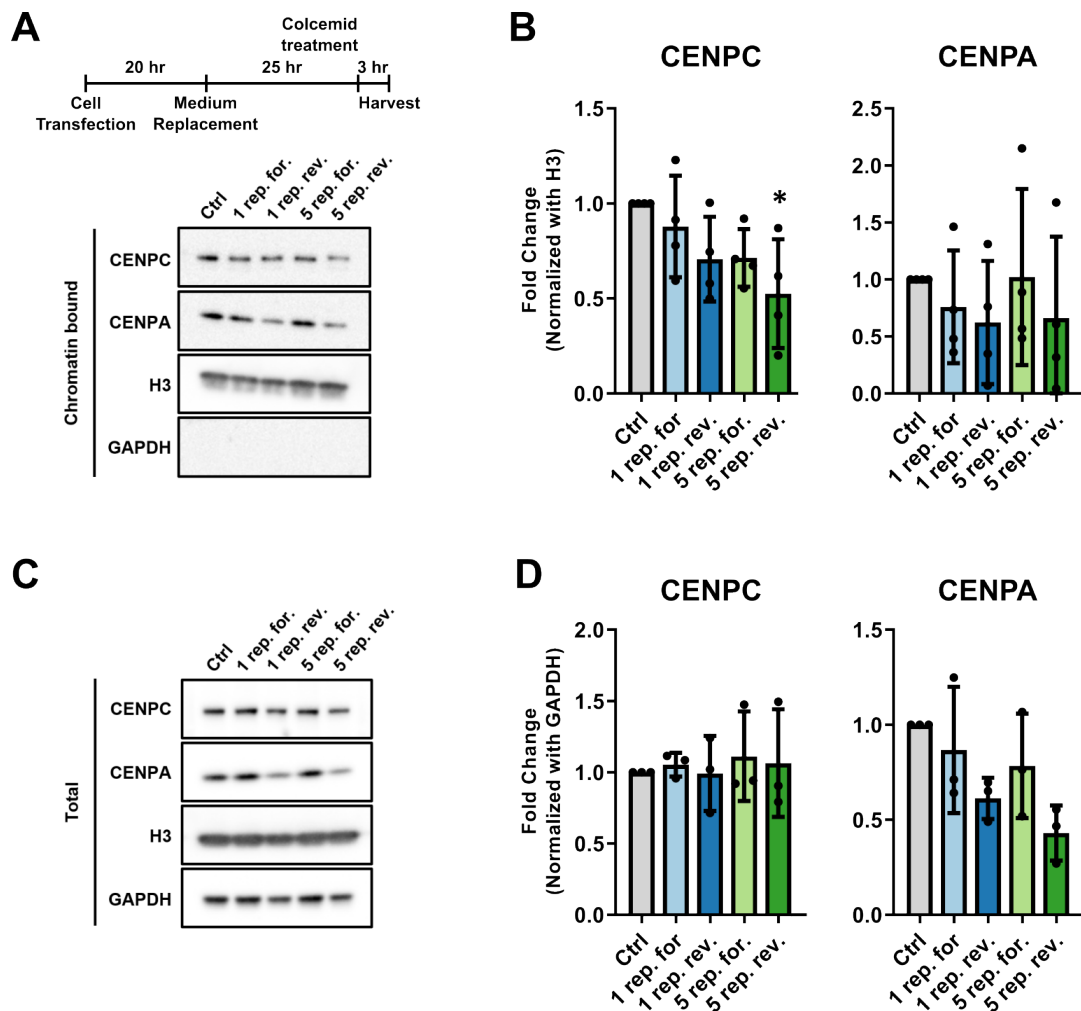 A
Colcemid
treatment
20 hr
25 hr
3 hr
Cell
Transfection
Medium
Replacement
Harvest
Ctrl
1 rep. for.
1 rep. rev.
5 rep. for.
5 rep. rev.
Chromatin bound
CENPC
CENPA
H3
GAPDH
B
CENPC
Fold Change
(Normalized with H3)
1.5
1.0
0.5
0.0
*
Ctrl
1 rep. for
1 rep. rev.
5 rep. for.
5 rep. rev.
CENPA
2.5
2.0
1.5
1.0
0.5
0.0
Ctrl
1 rep. for
1 rep. rev.
5 rep. for.
5 rep. rev.
C
Ctrl
1 rep. for.
1 rep. rev.
5 rep. for.
5 rep. rev.
Total
CENPC
CENPA
H3
GAPDH
D
CENPC
Fold Change
(Normalized with GAPDH)
2.0
1.5
1.0
0.5
0.0
Ctrl
1 rep. for
1 rep. rev.
5 rep. for.
5 rep. rev.
CENPA
1.5
1.0
0.5
0.0
Ctrl
1 rep. for
1 rep. rev.
5 rep. for.
5 rep. rev.